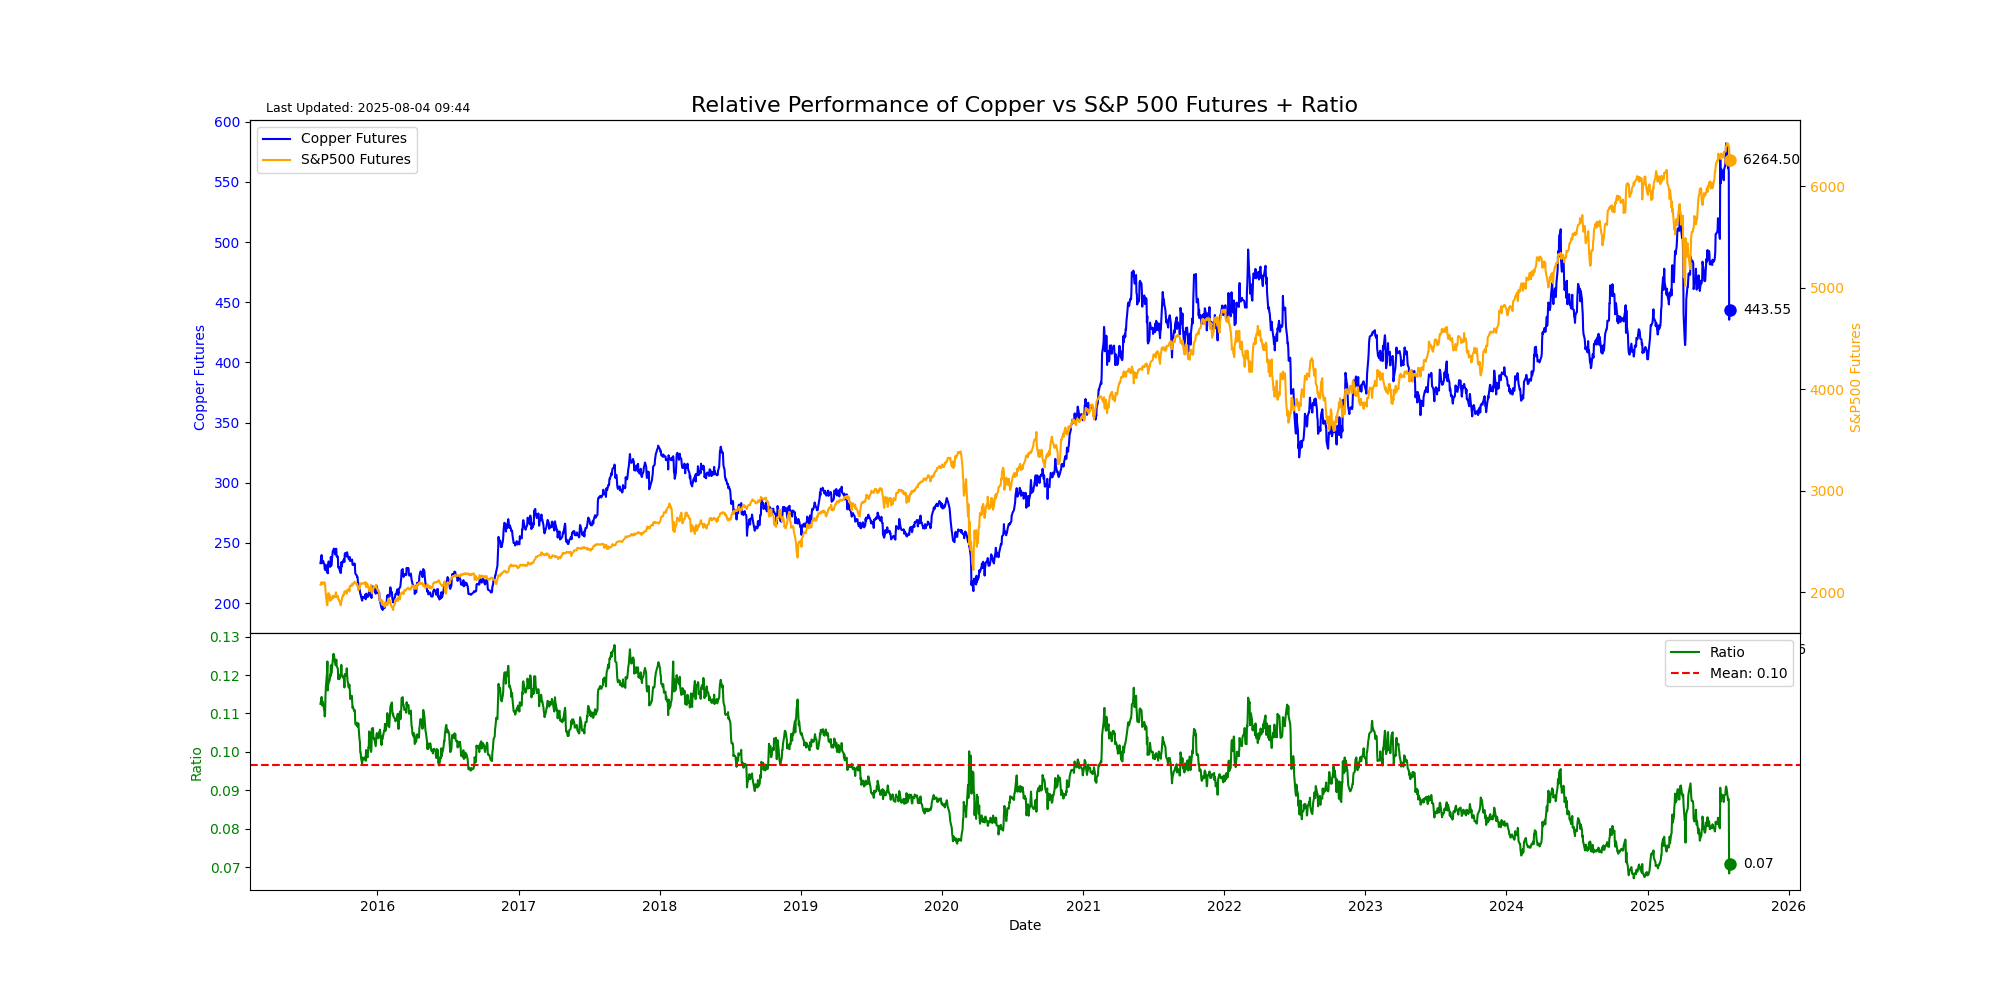 Last Updated: 2025-08-04 09:44
Relative Performance of Copper vs S&P 500 Futures + Ratio
Copper Futures
S&P500 Futures
600
550
500
450
400
350
300
250
200
Copper Futures
6264.50
443.55
6000
5000
4000
3000
2000
S&P500 Futures
6
Ratio
Mean: 0.10
0.13
0.12
0.11
0.10
0.09
0.08
0.07
Ratio
0.07
2016 2017 2018 2019 2020 2021 2022 2023 2024 2025 2026
Date